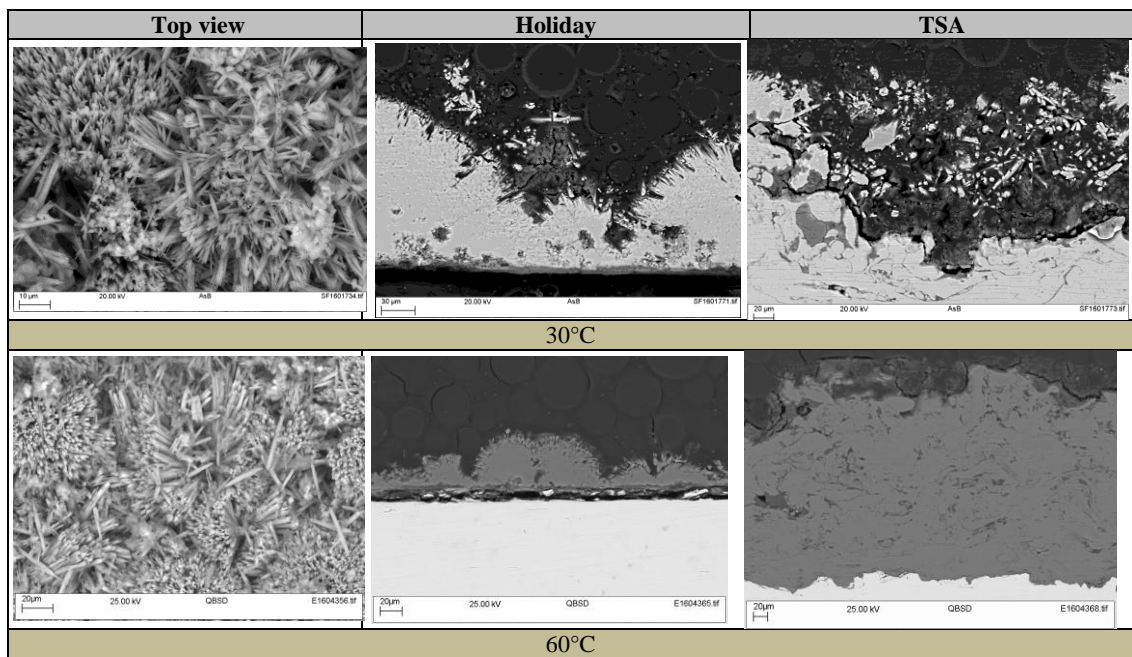 Top view Holiday TSA
10 µm 20.00 kV AsB SF1601734.tif
30 µm 20.00 kV AsB SF1601771.tif
20 µm 20.00 kV AsB SF1601773.tif
30°C
20µm 25.00 kV QBSD E1604356.tif
20µm 25.00 kV QBSD E1604365.tif
20µm 25.00 kV QBSD E1604368.tif
60°C